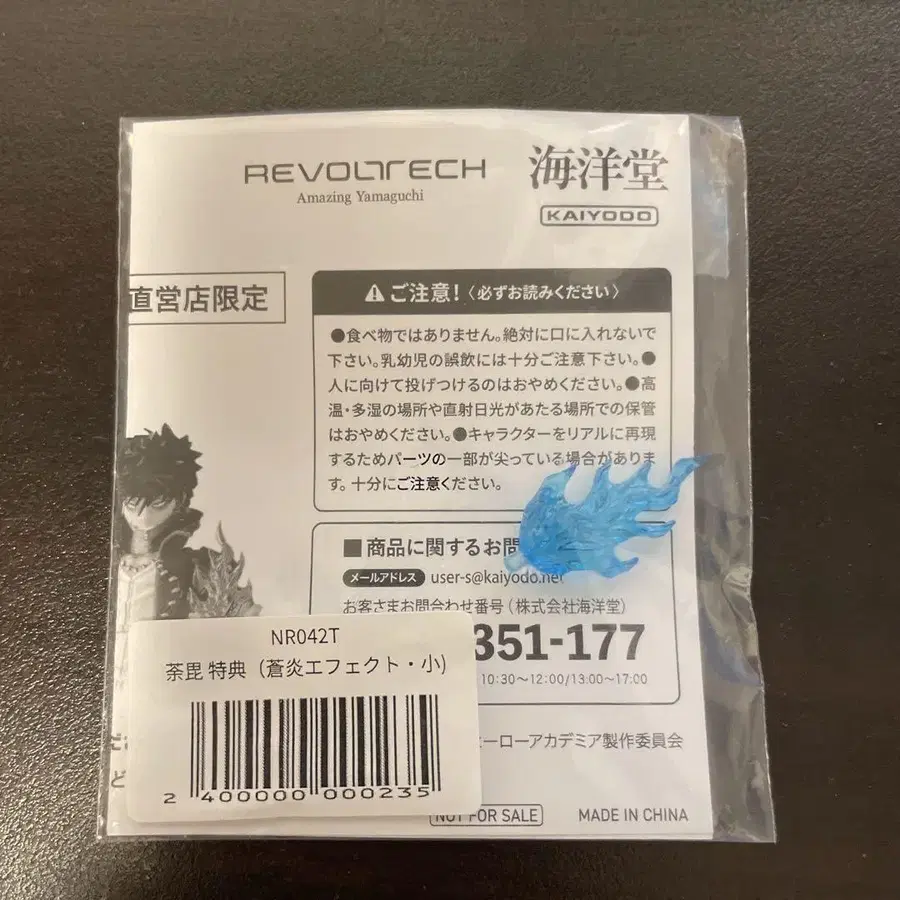 REVOLTECH
Amazing Yamaguchi
海洋堂
KAIYODO
直営店限定
ご注意!〈必ずお読みください〉
●食べ物ではありません。絶対に口に入れないで
下さい。乳幼児の誤飲には十分ご注意下さい。●
人に向けて投げつけるのはおやめください。●高
温・多湿の場所や直射日光があたる場所での保管
はおやめください。●キャラクターをリアルに再現
するためパーツの一部が尖っている場合がありま
す。十分にご注意ください。
■商品に関するお問
メールアドレス user-s@kaiyodo.net
お客さまお問合わせ番号(株式会社海洋堂)
351-177
10:30〜12:00/13:00〜17:00
ヒーローアカデミア製作委員会
NOT FOR SALE
MADE IN CHINA
NR042T
荼毘 特典（蒼炎エフェクト・小）
2 400000 000235